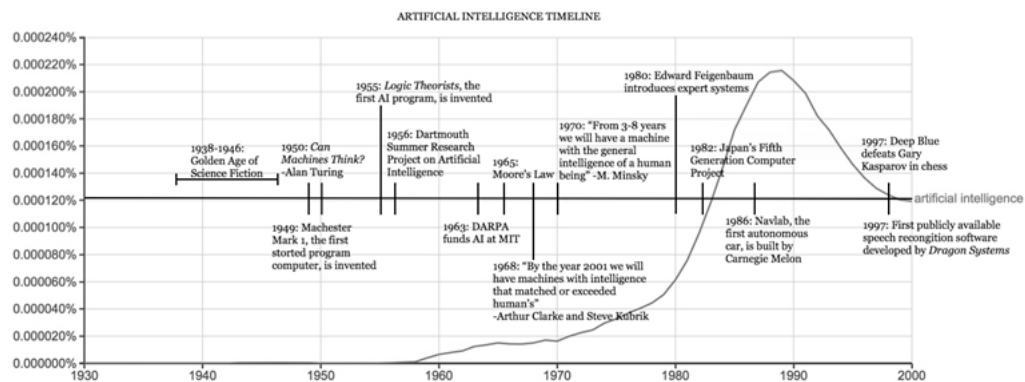 ARTIFICIAL INTELLIGENCE TIMELINE
0.000240%
0.000220%
0.000200%
0.000180%
0.000160%
0.000140%
0.000120%
0.000100%
0.000080%
0.000060%
0.000040%
0.000020%
0.000000%
1938-1946:
Golden Age of
Science Fiction
1949: Machester
Mark 1, the first
storted program
computer, is invented
1950: Can
Machines Think?
-Alan Turing
1955: Logic Theorists, the
first AI program, is invented
1956: Dartmouth
Summer Research
Project on Artificial
Intelligence
1963: DARPA
funds AI at MIT
1965:
Moore's Law
1968: "By the year 2001 we will
have machines with intelligence
that matched or exceeded
human's"
-Arthur Clarke and Steve Kubrik
1970: "From 3-8 years
we will have a machine
with the general
intelligence of a human
being" -M. Minsky
1980: Edward Feigenbaum
introduces expert systems
1982: Japan's Fifth
Generation Computer
Project
1986: Navlab, the
first autonomous
car, is built by
Carnegie Melon
1997: Deep Blue
defeats Gary
Kasparov in chess
1997: First publicly available
speech recongition software
developed by Dragon Systems
artificial intelligence
1930
1940
1950
1960
1970
1980
1990
2000